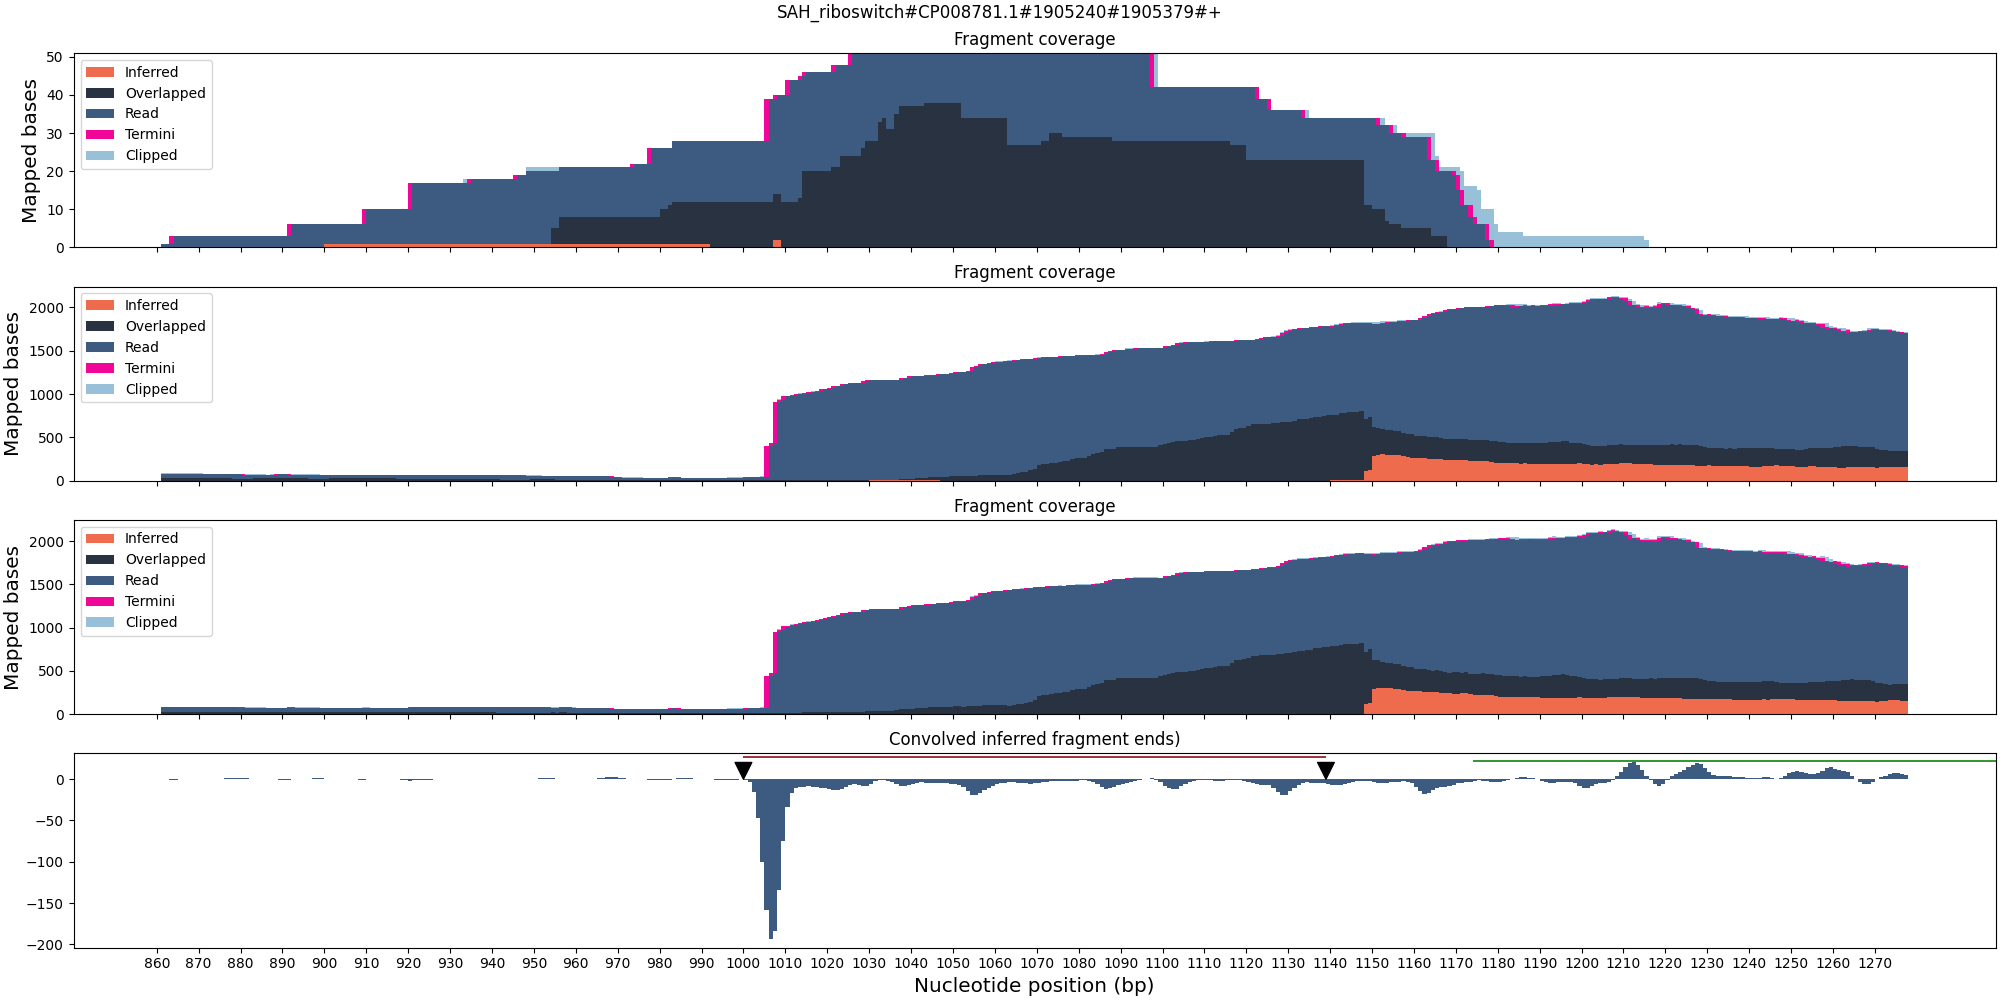 SAH_riboswitch#CP008781.1#1905240#1905379#+
Fragment coverage
Mapped bases
50
40
30
20
10
0
Inferred
Overlapped
Read
Termini
Clipped
Fragment coverage
Mapped bases
2000
1500
1000
500
0
Inferred
Overlapped
Read
Termini
Clipped
Fragment coverage
Mapped bases
2000
1500
1000
500
0
Inferred
Overlapped
Read
Termini
Clipped
Convolved inferred fragment ends)
0
−50
−100
−150
−200
860 870 880 890 900 910 920 930 940 950 960 970 980 990 1000 1010 1020 1030 1040 1050 1060 1070 1080 1090 1100 1110 1120 1130 1140 1150 1160 1170 1180 1190 1200 1210 1220 1230 1240 1250 1260 1270
Nucleotide position (bp)